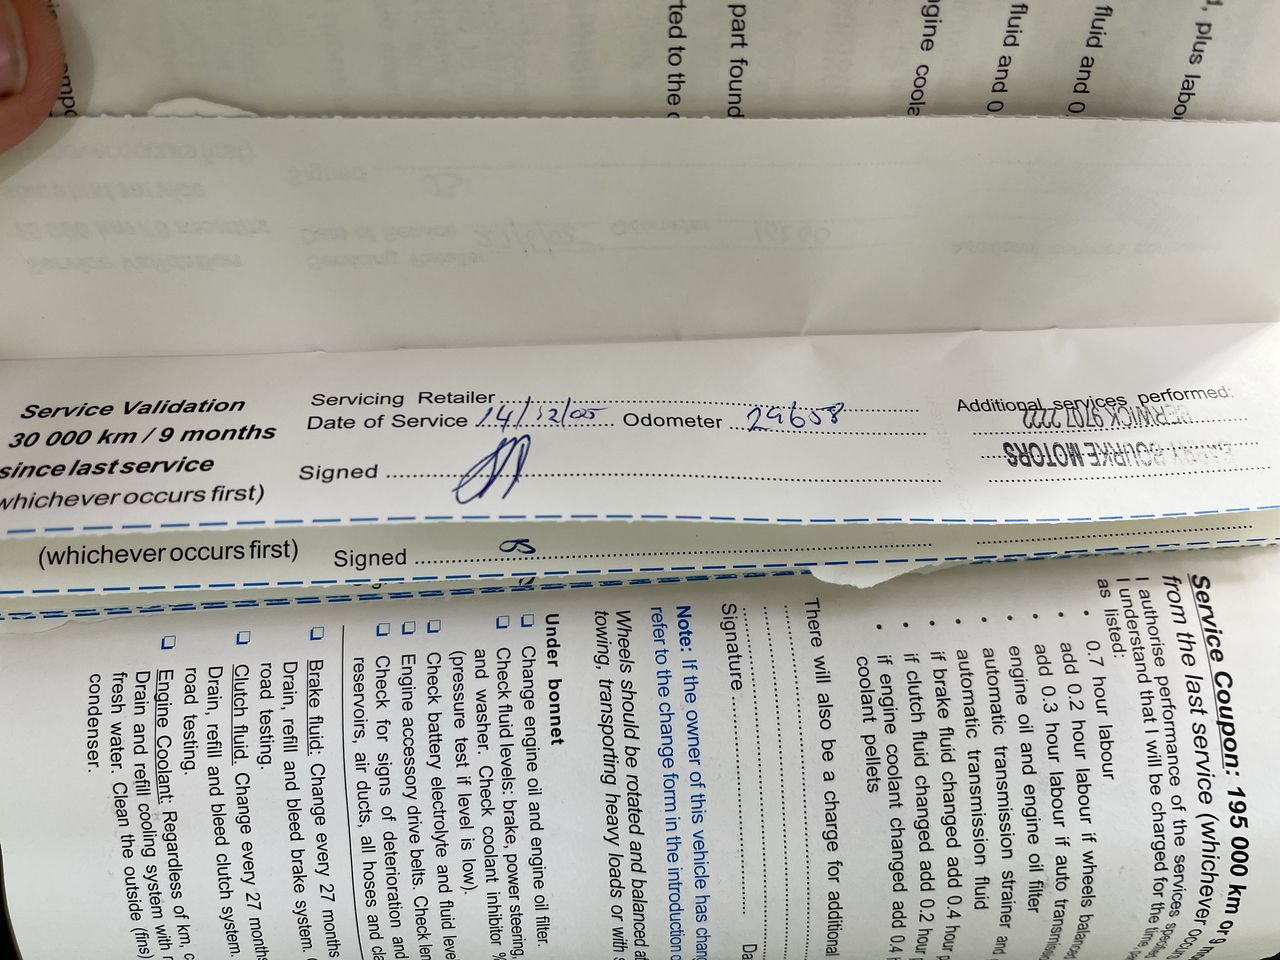 ted to the
part found
engine coola
fluid and 0
fluid and 0
, plus labo
Service Validation
30 000 km / 9 months
since last service
whichever occurs first)
Servicing Retailer
Date of Service 14/12/05 Odometer 29658
Signed
Additional services performed:
BERWICK 9707 2222
BARRY BOURKE MOTORS
(whichever occurs first)
Signed
Service Coupon: 195 000 km or 9
from the last service (whichever occurs
I authorise performance of the services
I understand that I will be charged for the time
as listed:
• 0.7 hour labour
• add 0.2 hour labour if wheels balanced
• add 0.3 hour labour if auto transmission
• engine oil and engine oil filter
• automatic transmission strainer and
• automatic transmission fluid
• if brake fluid changed add 0.4 hour
• if clutch fluid changed add 0.2 hour
• if engine coolant changed add 0.4
coolant pellets
There will also be a charge for additional
Signature
Da
Note: If the owner of this vehicle has chan
refer to the change form in the introduction
Wheels should be rotated and balanced at
towing, transporting heavy loads or with
Under bonnet
❑ Change engine oil and engine oil filter.
❑ Check fluid levels: brake, power steering,
and washer. Check coolant inhibitor %
(pressure test if level is low).
❑ Check battery electrolyte and fluid leve
❑ Engine accessory drive belts. Check
❑ Check for signs of deterioration and
reservoirs, air ducts, all hoses and cla
❑ Brake fluid: Change every 27 months
Drain, refill and bleed brake system.
road testing.
❑ Clutch fluid. Change every 27 months
Drain, refill and bleed clutch system.
road testing.
❑ Engine Coolant: Regardless of km, c
Drain and refill cooling system with
fresh water. Clean the outside (fins)
condenser.